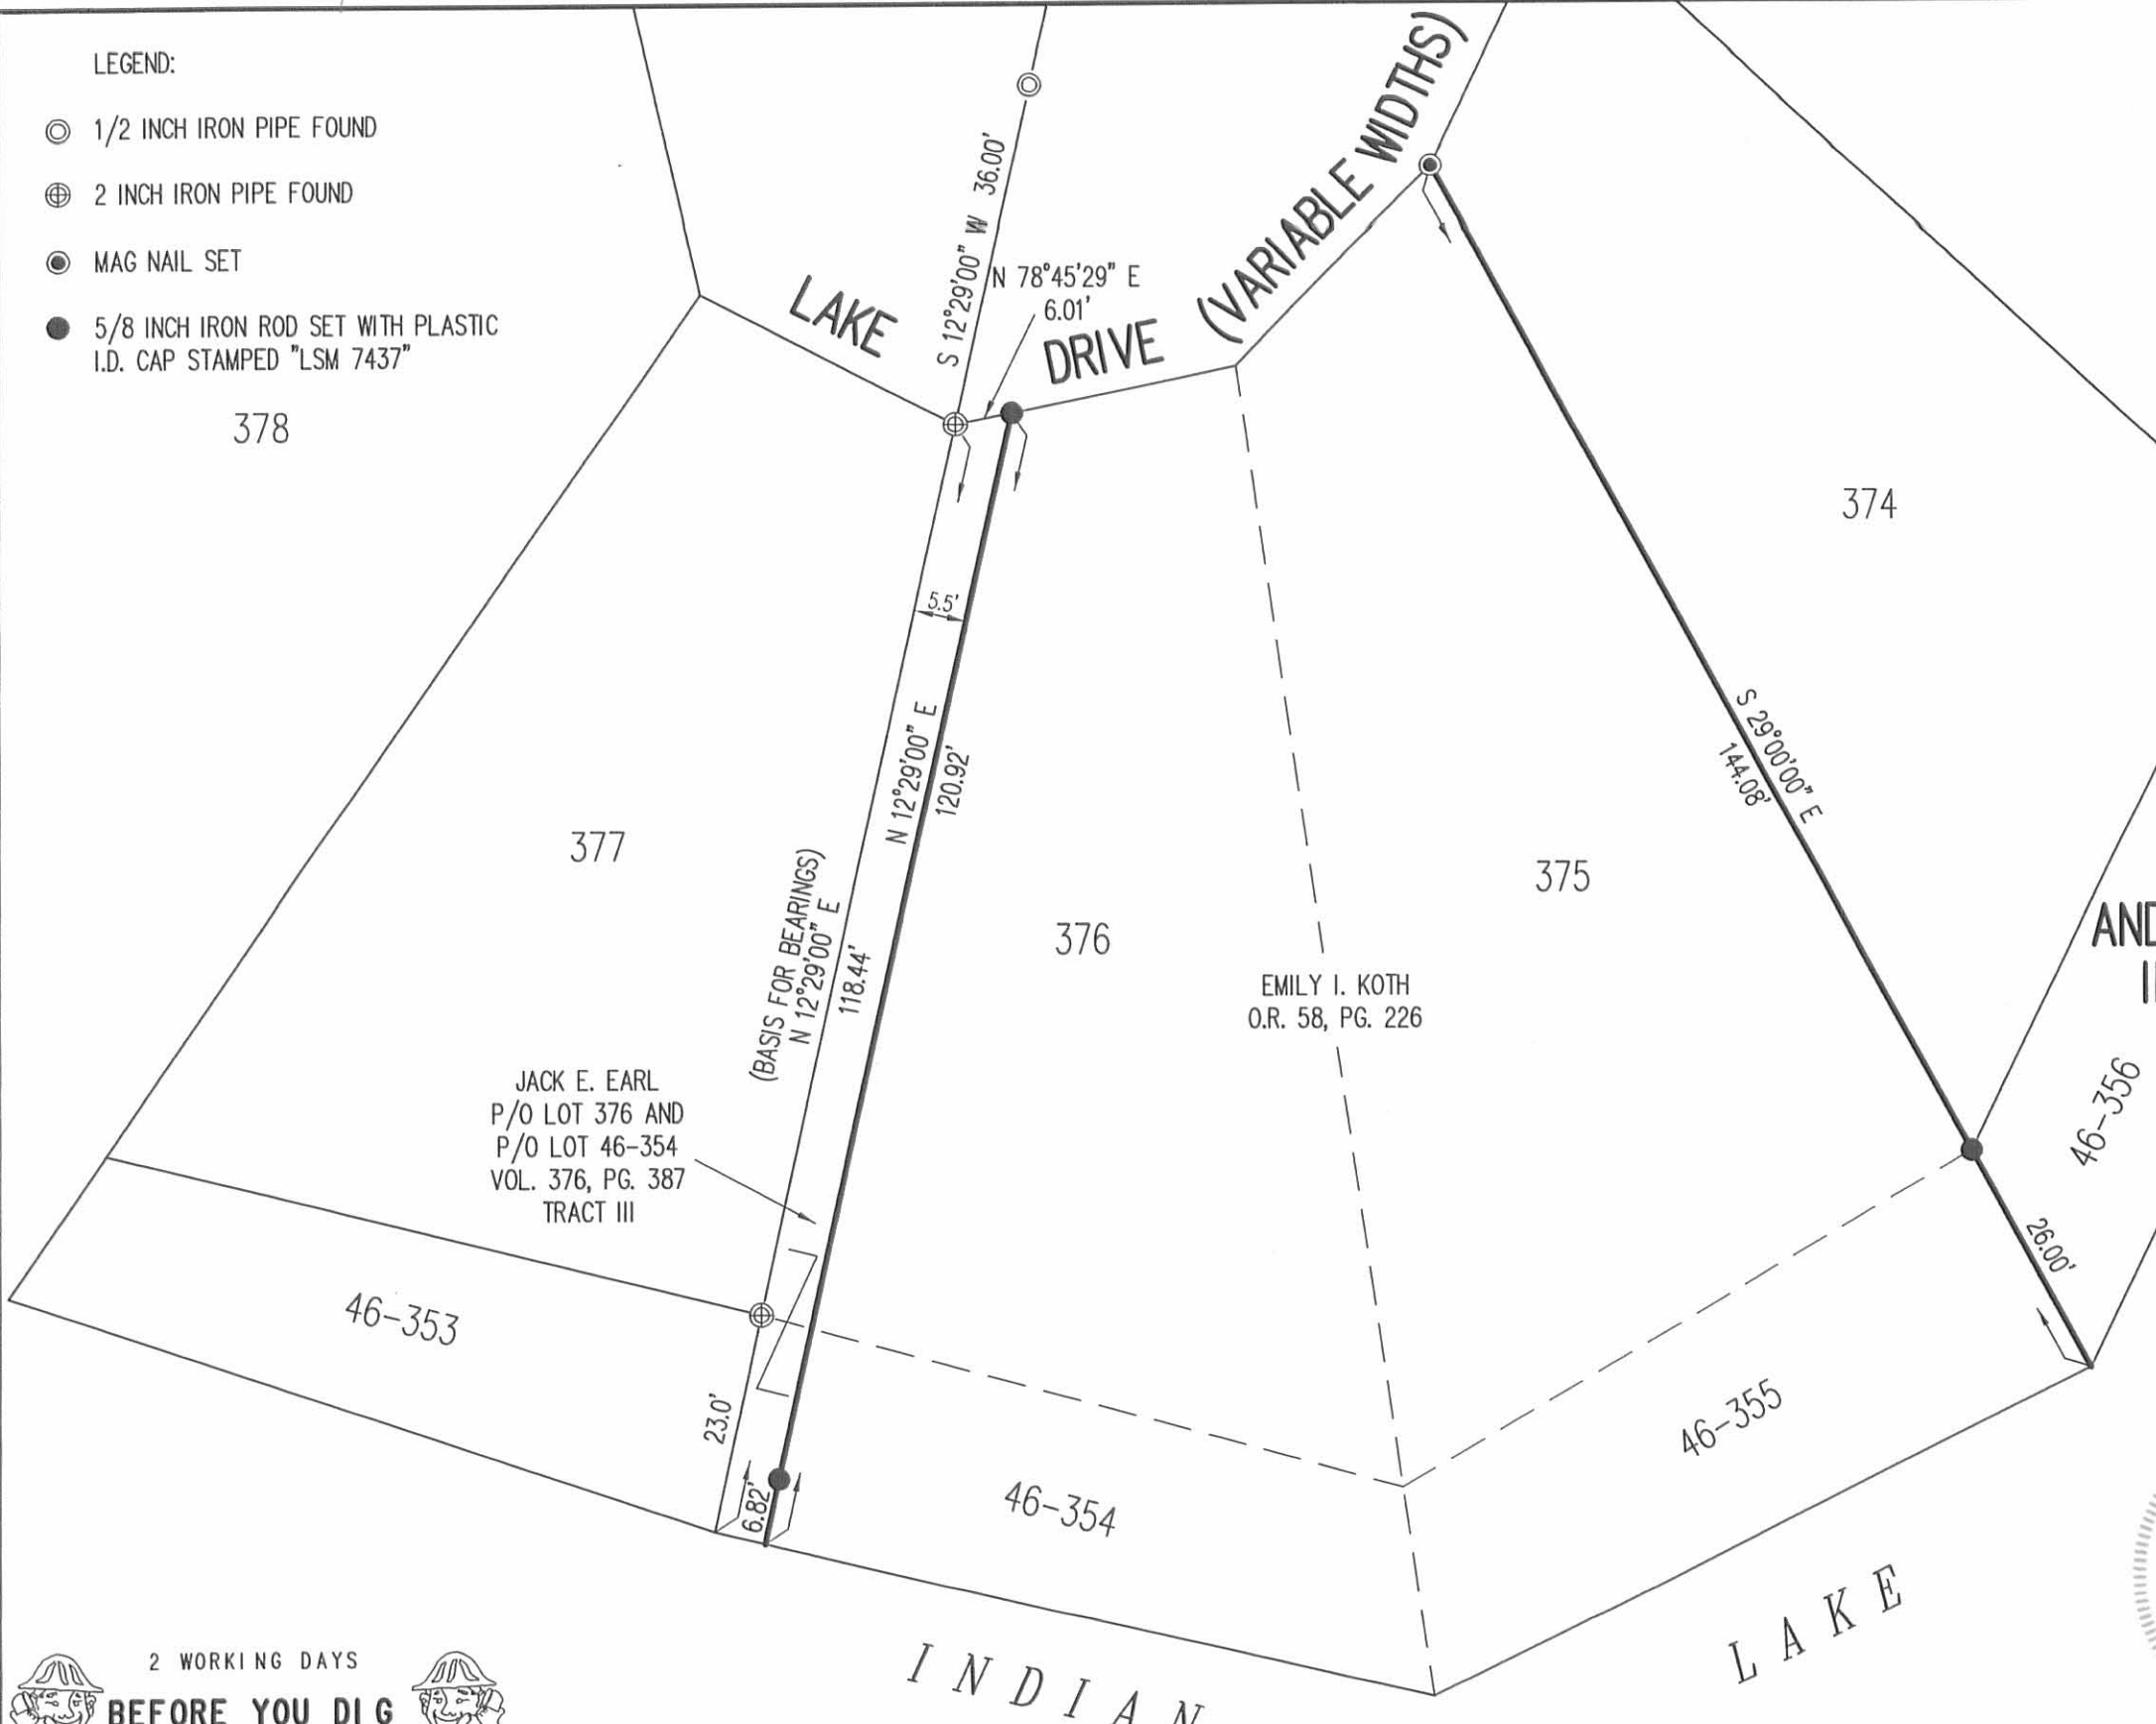 LEGEND:
1/2 INCH IRON PIPE FOUND
2 INCH IRON PIPE FOUND
MAG NAIL SET
5/8 INCH IRON ROD SET WITH PLASTIC
I.D. CAP STAMPED "LSM 7437"
378
S 12°29'00" W 36.00'
N 78°45'29" E
6.01'
LAKE
DRIVE
(VARIABLE WIDTHS)
374
5.5'
N 12°29'00" E
120.92'
S 29°00'00" E
144.08'
377
(BASIS FOR BEARINGS)
N 12°29'00" E
118.44'
376
375
EMILY I. KOTH
O.R. 58, PG. 226
AND
46-356
JACK E. EARL
P/O LOT 376 AND
P/O LOT 46-354
VOL. 376, PG. 387
TRACT III
26.00'
46-353
23.0'
6.82'
46-354
46-355
INDIAN
LAKE
2 WORKING DAYS
BEFORE YOU DIG